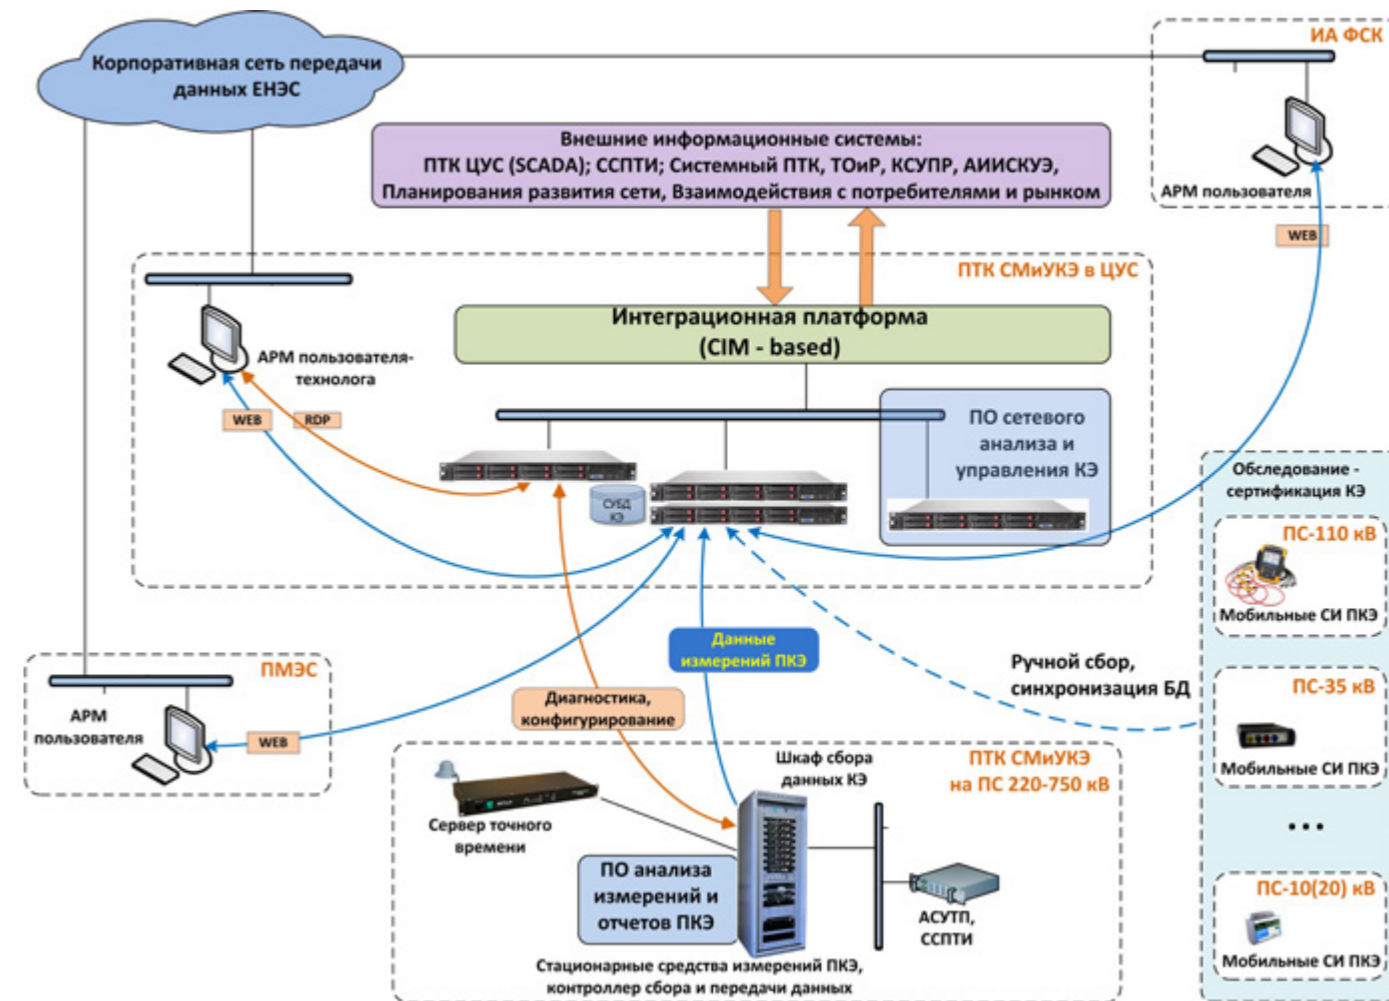 Корпоративная сеть передачи
данных ЕНЭС
ИА ФСК
АРМ пользователя
WEB
Внешние информационные системы:
ПТК ЦУС (SCADA); ССПТИ; Системный ПТК, ТОиР, КСУПР, АИИСКУЭ,
Планирования развития сети, Взаимодействия с потребителями и рынком
ПТК СМиУКЭ в ЦУС
Интеграционная платформа
(CIM - based)
АРМ пользователя-
технолога
WEB
RDP
ПО сетевого
анализа и
управления КЭ
СУБД
КЭ
Обследование -
сертификация КЭ
ПС-110 кВ
Мобильные СИ ПКЭ
ПС-35 кВ
Мобильные СИ ПКЭ
...
ПС-10(20) кВ
Мобильные СИ ПКЭ
Данные
измерений ПКЭ
Ручной сбор,
синхронизация БД
Диагностика,
конфигурирование
ПМЭС
АРМ
пользователя
WEB
ПТК СМиУКЭ
на ПС 220-750 кВ
Шкаф сбора
данных КЭ
Сервер точного
времени
ПО анализа
измерений и
отчетов ПКЭ
АСУТП,
ССПТИ
Стационарные средства измерений ПКЭ,
контроллер сбора и передачи данных